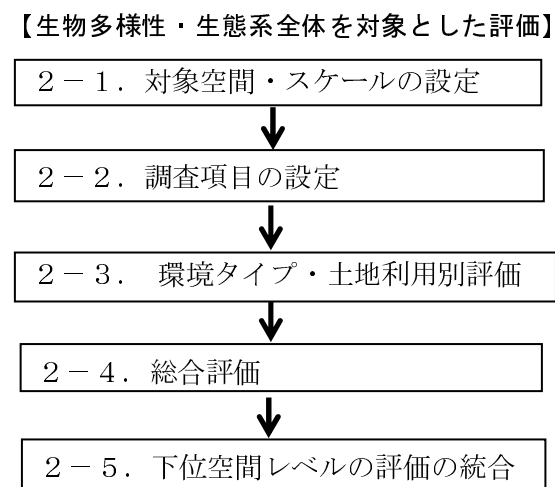 【生物多様性・生態系全体を対象とした評価】
２－１．対象空間・スケールの設定
２－２．調査項目の設定
２－３．　環境タイプ・土地利用別評価
２－４．総合評価
２－５．下位空間レベルの評価の統合